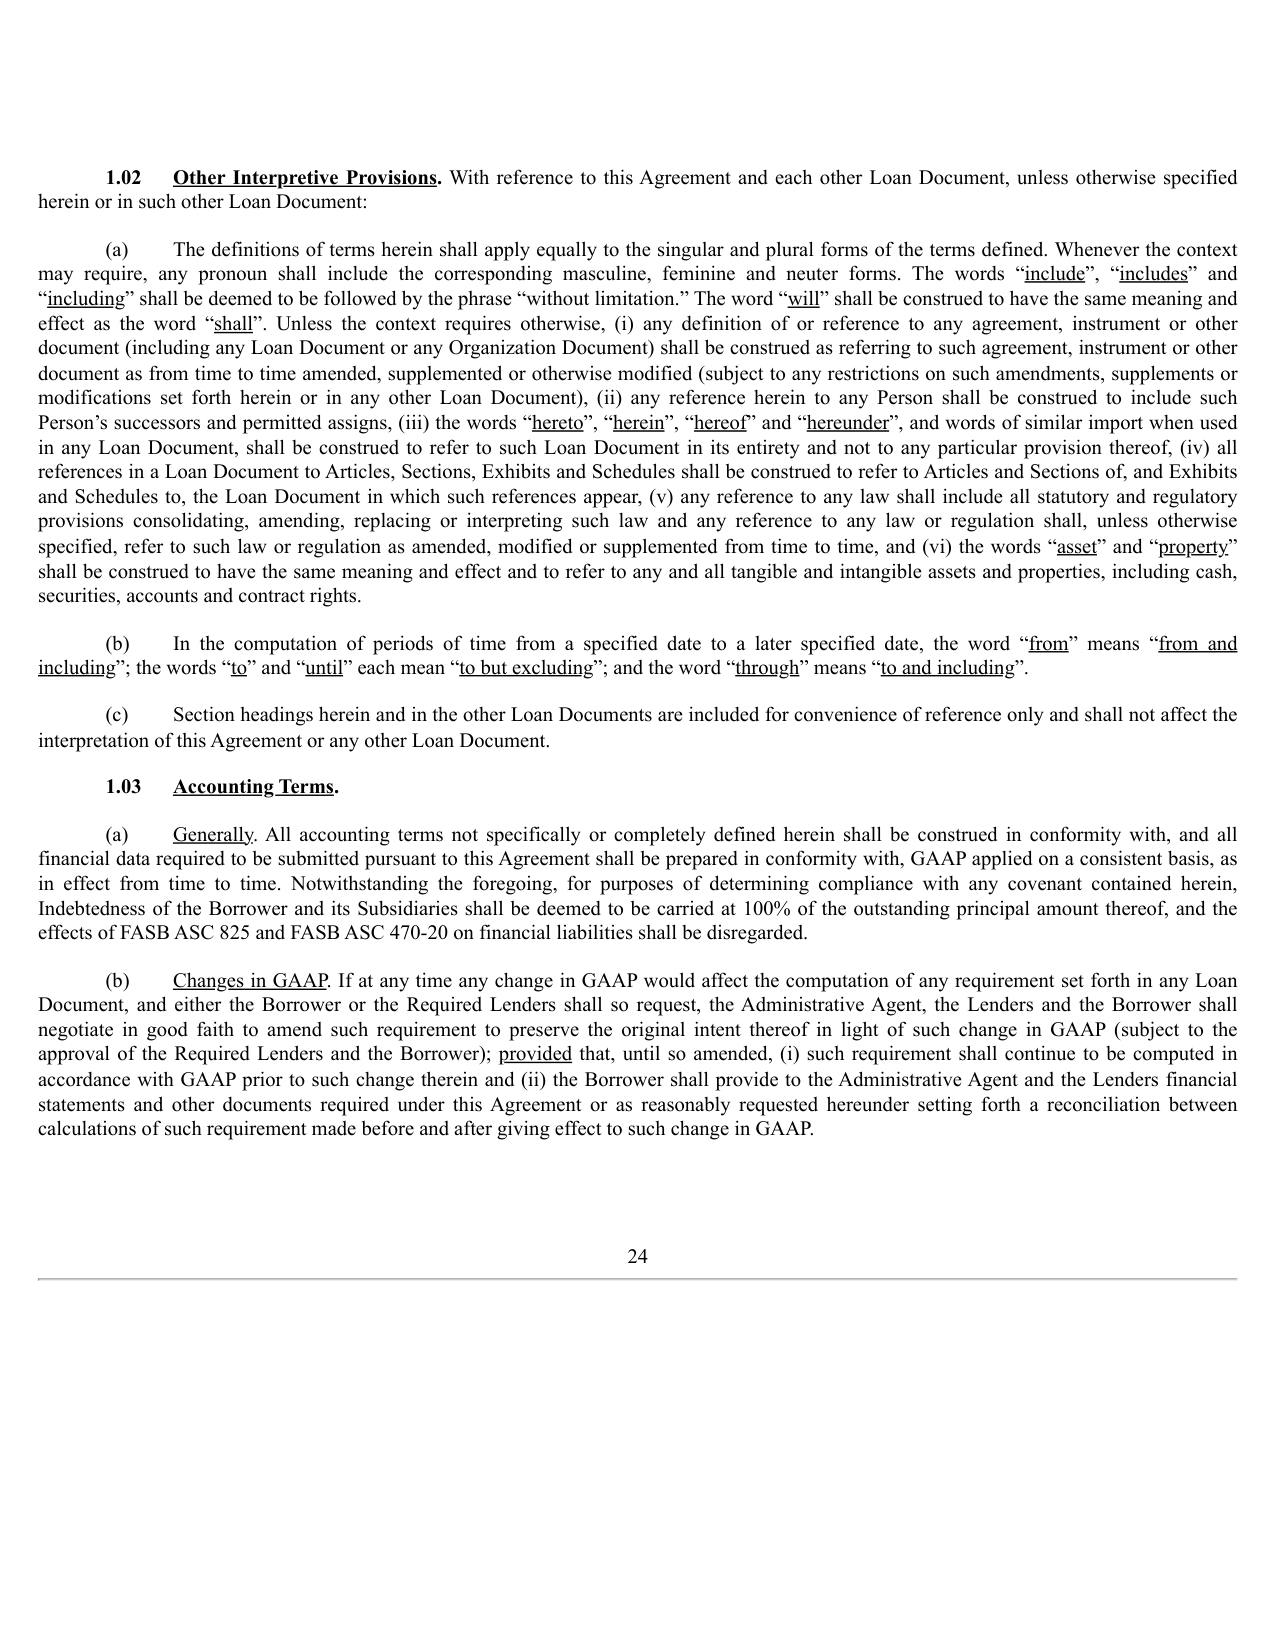 1.02 Other Interpretive Provisions. With reference to this Agreement and each other Loan Document, unless otherwise specified
herein or in such other Loan Document:
(a) The definitions of terms herein shall apply equally to the singular and plural forms of the terms defined. Whenever the context
may require, any pronoun shall include the corresponding masculine, feminine and neuter forms. The words “include”, “includes” and
“including” shall be deemed to be followed by the phrase “without limitation.” The word “will” shall be construed to have the same meaning and
effect as the word “shall”. Unless the context requires otherwise, (i) any definition of or reference to any agreement, instrument or other
document (including any Loan Document or any Organization Document) shall be construed as referring to such agreement, instrument or other
document as from time to time amended, supplemented or otherwise modified (subject to any restrictions on such amendments, supplements or
modifications set forth herein or in any other Loan Document), (ii) any reference herein to any Person shall be construed to include such
Person’s successors and permitted assigns, (iii) the words “hereto”, “herein”, “hereof” and “hereunder”, and words of similar import when used
in any Loan Document, shall be construed to refer to such Loan Document in its entirety and not to any particular provision thereof, (iv) all
references in a Loan Document to Articles, Sections, Exhibits and Schedules shall be construed to refer to Articles and Sections of, and Exhibits
and Schedules to, the Loan Document in which such references appear, (v) any reference to any law shall include all statutory and regulatory
provisions consolidating, amending, replacing or interpreting such law and any reference to any law or regulation shall, unless otherwise
specified, refer to such law or regulation as amended, modified or supplemented from time to time, and (vi) the words “asset” and “property”
shall be construed to have the same meaning and effect and to refer to any and all tangible and intangible assets and properties, including cash,
securities, accounts and contract rights.
(b) In the computation of periods of time from a specified date to a later specified date, the word “from” means “from and
including”; the words “to” and “until” each mean “to but excluding”; and the word “through” means “to and including”.
(c) Section headings herein and in the other Loan Documents are included for convenience of reference only and shall not affect the
interpretation of this Agreement or any other Loan Document.
1.03 Accounting Terms.
(a) Generally. All accounting terms not specifically or completely defined herein shall be construed in conformity with, and all
financial data required to be submitted pursuant to this Agreement shall be prepared in conformity with, GAAP applied on a consistent basis, as
in effect from time to time. Notwithstanding the foregoing, for purposes of determining compliance with any covenant contained herein,
Indebtedness of the Borrower and its Subsidiaries shall be deemed to be carried at 100% of the outstanding principal amount thereof, and the
effects of FASB ASC 825 and FASB ASC 470-20 on financial liabilities shall be disregarded.
(b) Changes in GAAP. If at any time any change in GAAP would affect the computation of any requirement set forth in any Loan
Document, and either the Borrower or the Required Lenders shall so request, the Administrative Agent, the Lenders and the Borrower shall
negotiate in good faith to amend such requirement to preserve the original intent thereof in light of such change in GAAP (subject to the
approval of the Required Lenders and the Borrower); provided that, until so amended, (i) such requirement shall continue to be computed in
accordance with GAAP prior to such change therein and (ii) the Borrower shall provide to the Administrative Agent and the Lenders financial
statements and other documents required under this Agreement or as reasonably requested hereunder setting forth a reconciliation between
calculations of such requirement made before and after giving effect to such change in GAAP.
24